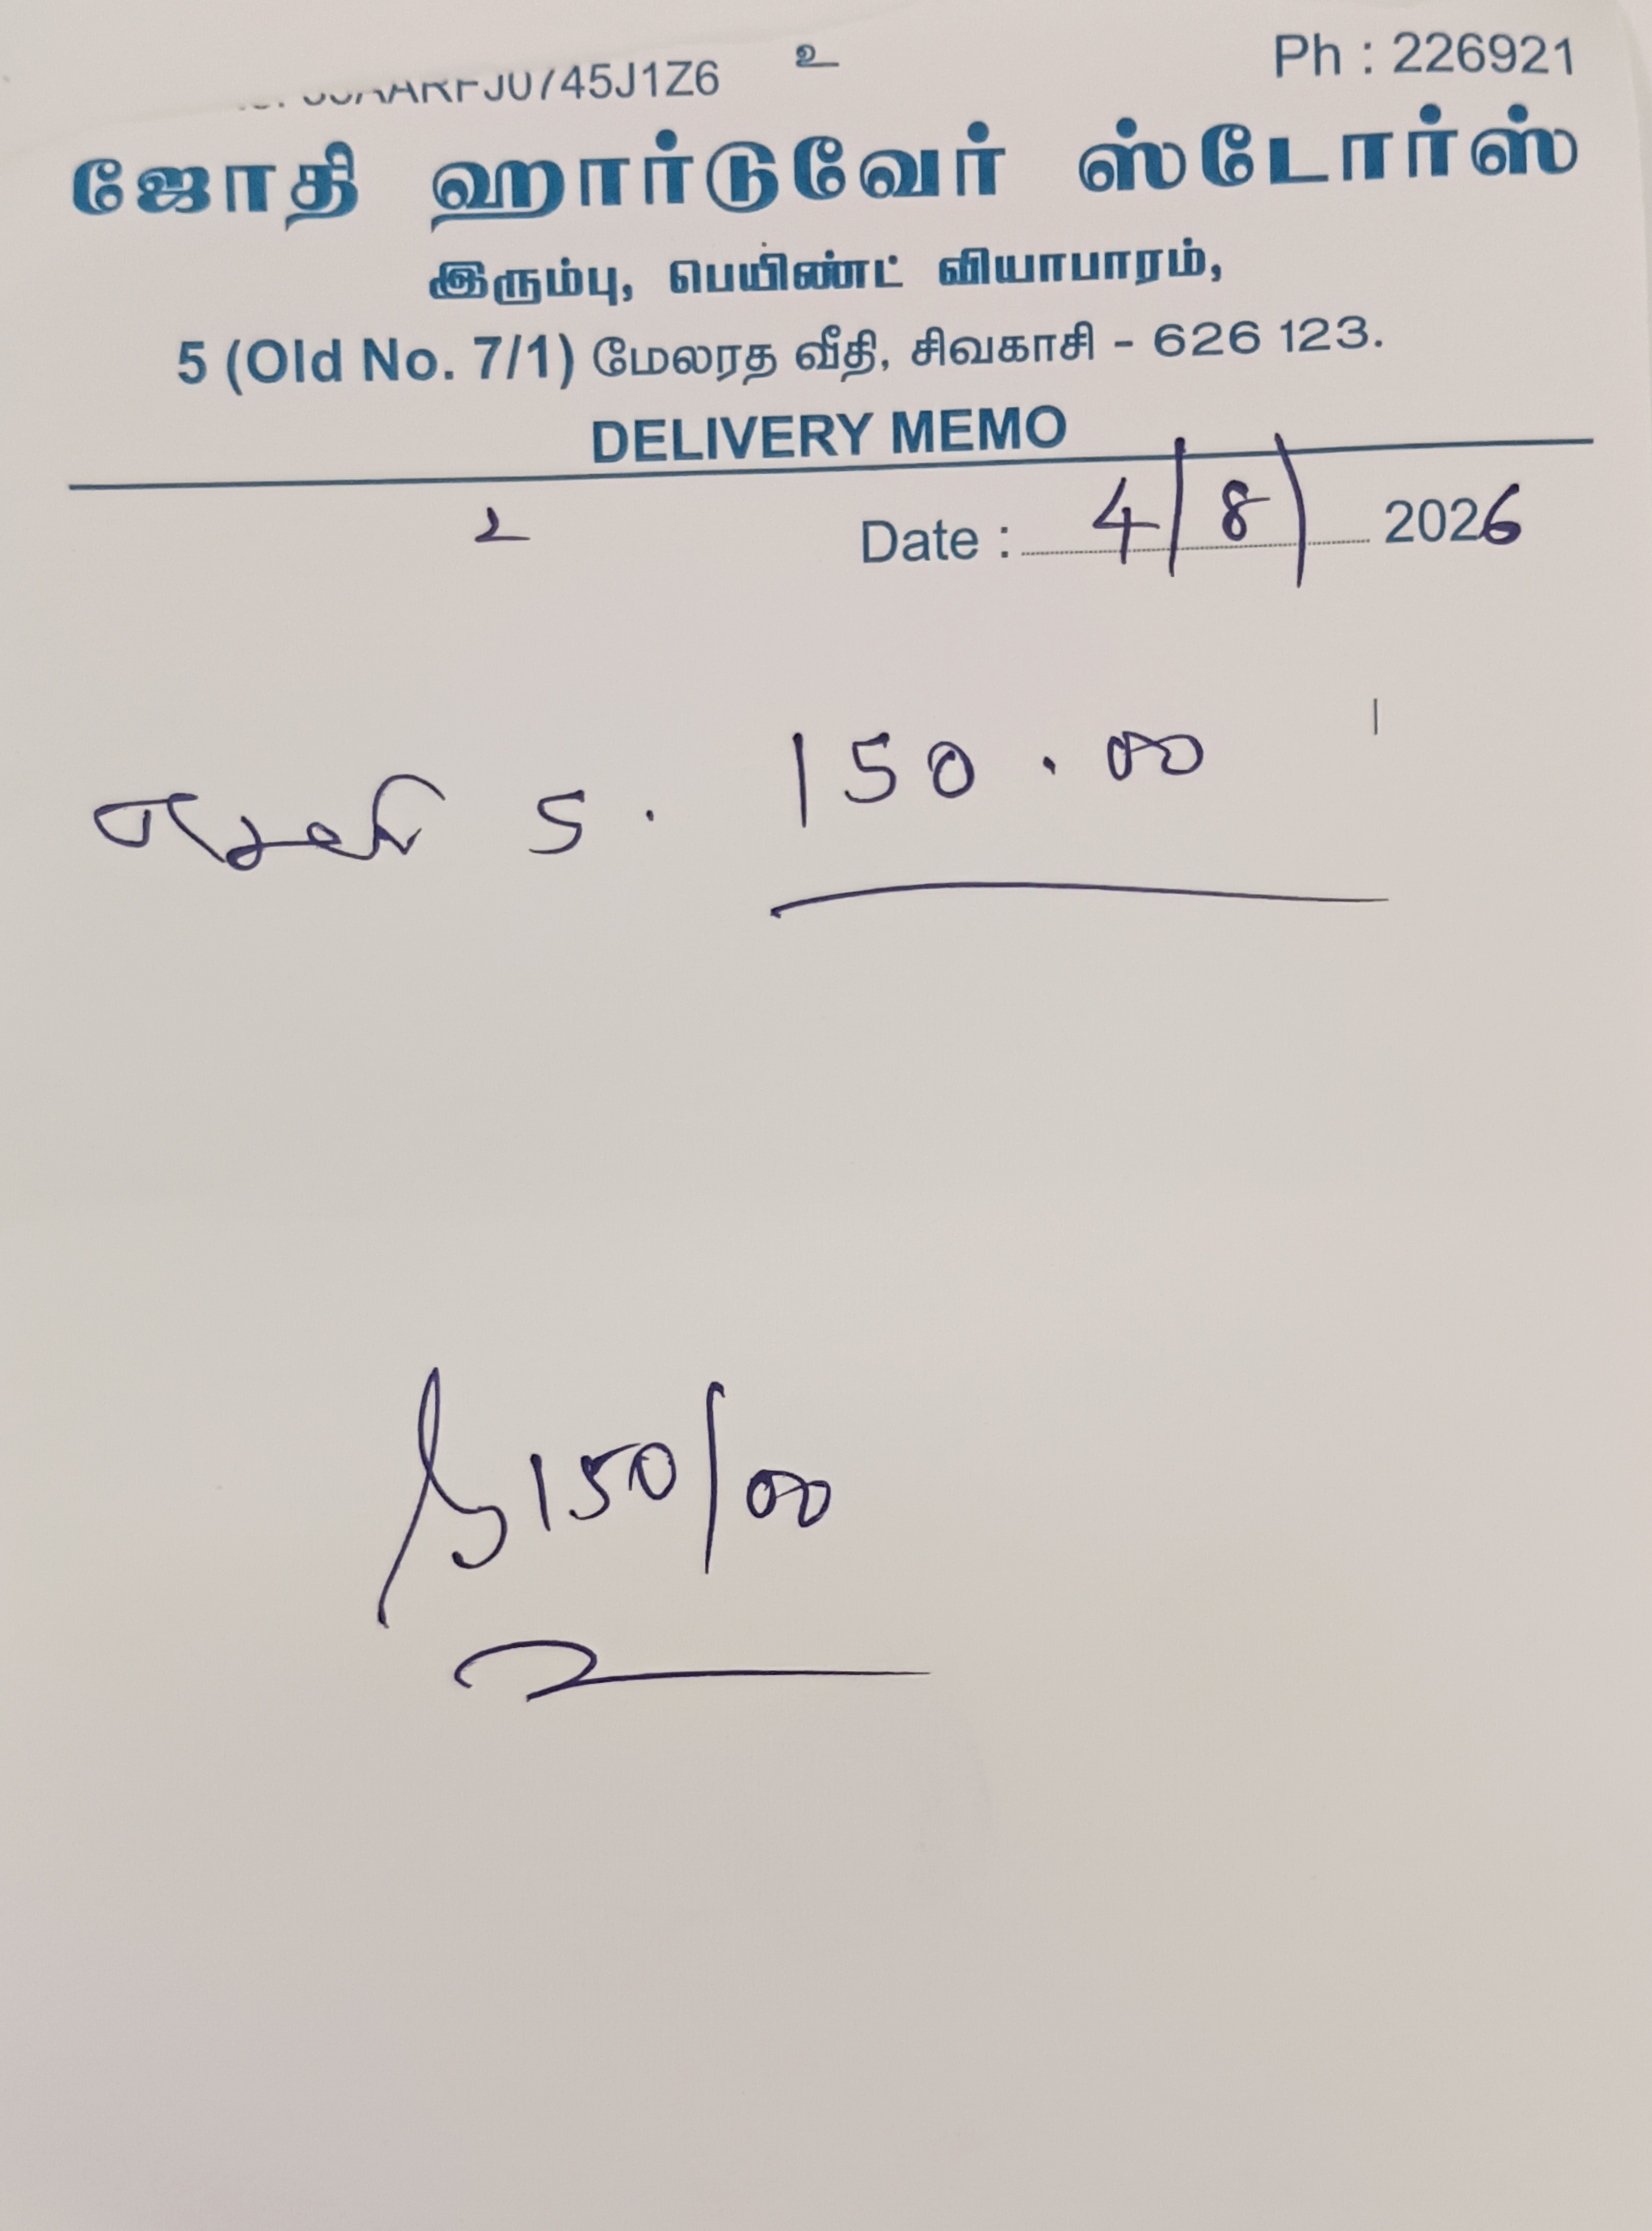 AARFJ0745J1Z6 உ Ph : 226921
ஜோதி ஹார்டுவேர் ஸ்டோர்ஸ்
இரும்பு, பெயிண்ட் வியாபாரம்,
5 (Old No. 7/1) மேலரத வீதி, சிவகாசி - 626 123.
DELIVERY MEMO
உ Date : 4/8/2026
5 . 150.00
150/00